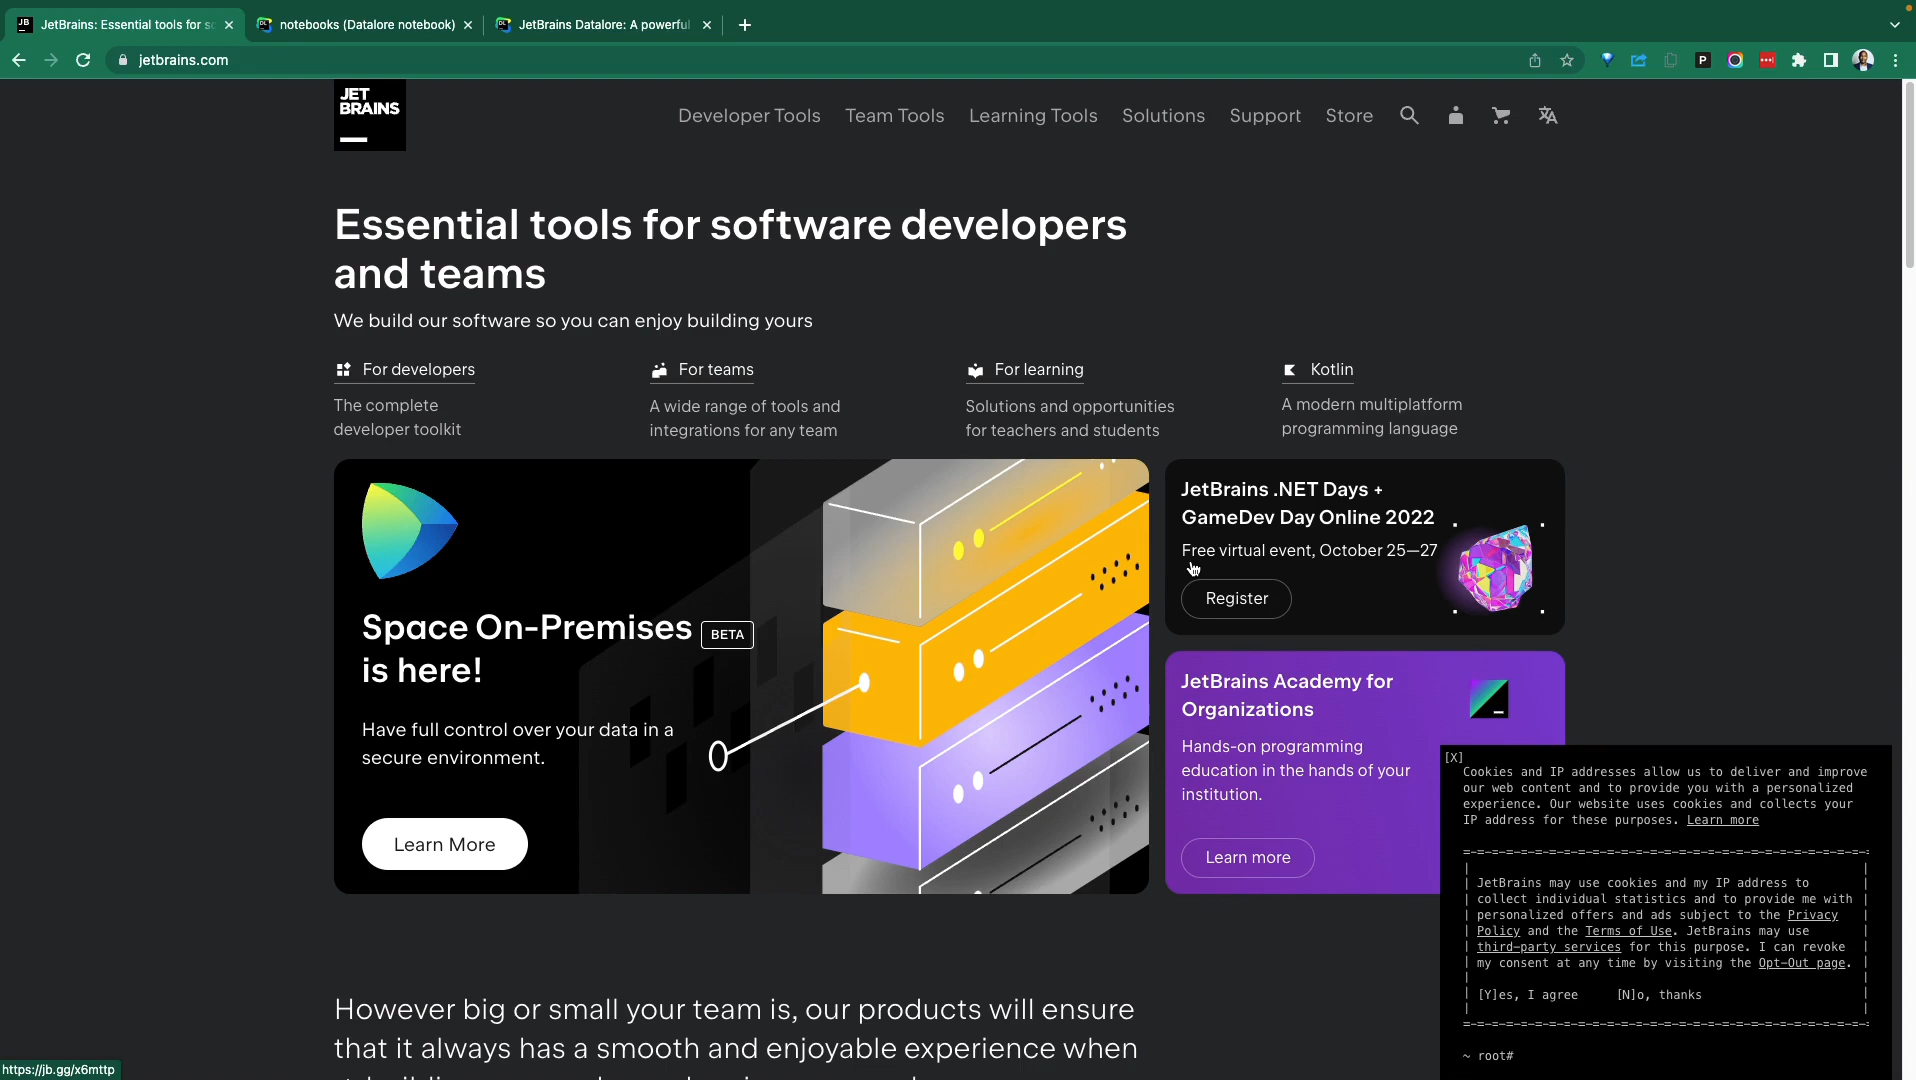 JetBrains: Essential tools for so
notebooks (Datalore notebook)
JetBrains Datalore: A powerful
jetbrains.com
JET
BRAINS
Developer Tools
Team Tools
Learning Tools
Solutions
Support
Store
Essential tools for software developers
and teams
We build our software so you can enjoy building yours
For developers
The complete
developer toolkit
For teams
A wide range of tools and
integrations for any team
For learning
Solutions and opportunities
for teachers and students
Kotlin
A modern multiplatform
programming language
Space On-Premises BETA
is here!
Have full control over your data in a
secure environment.
Learn More
JetBrains .NET Days +
GameDev Day Online 2022
Free virtual event, October 25—27
Register
JetBrains Academy for
Organizations
Hands-on programming
education in the hands of your
institution.
Learn more
[X]
Cookies and IP addresses allow us to deliver and improve
our web content and to provide you with a personalized
experience. Our website uses cookies and collects your
IP address for these purposes. Learn more
JetBrains may use cookies and my IP address to
collect individual statistics and to provide me with
personalized offers and ads subject to the Privacy
Policy and the Terms of Use. JetBrains may use
third-party services for this purpose. I can revoke
my consent at any time by visiting the Opt-Out page.
[Y]es, I agree [N]o, thanks
~ root#
However big or small your team is, our products will ensure
that it always has a smooth and enjoyable experience when
https://jb.gg/x6mttp